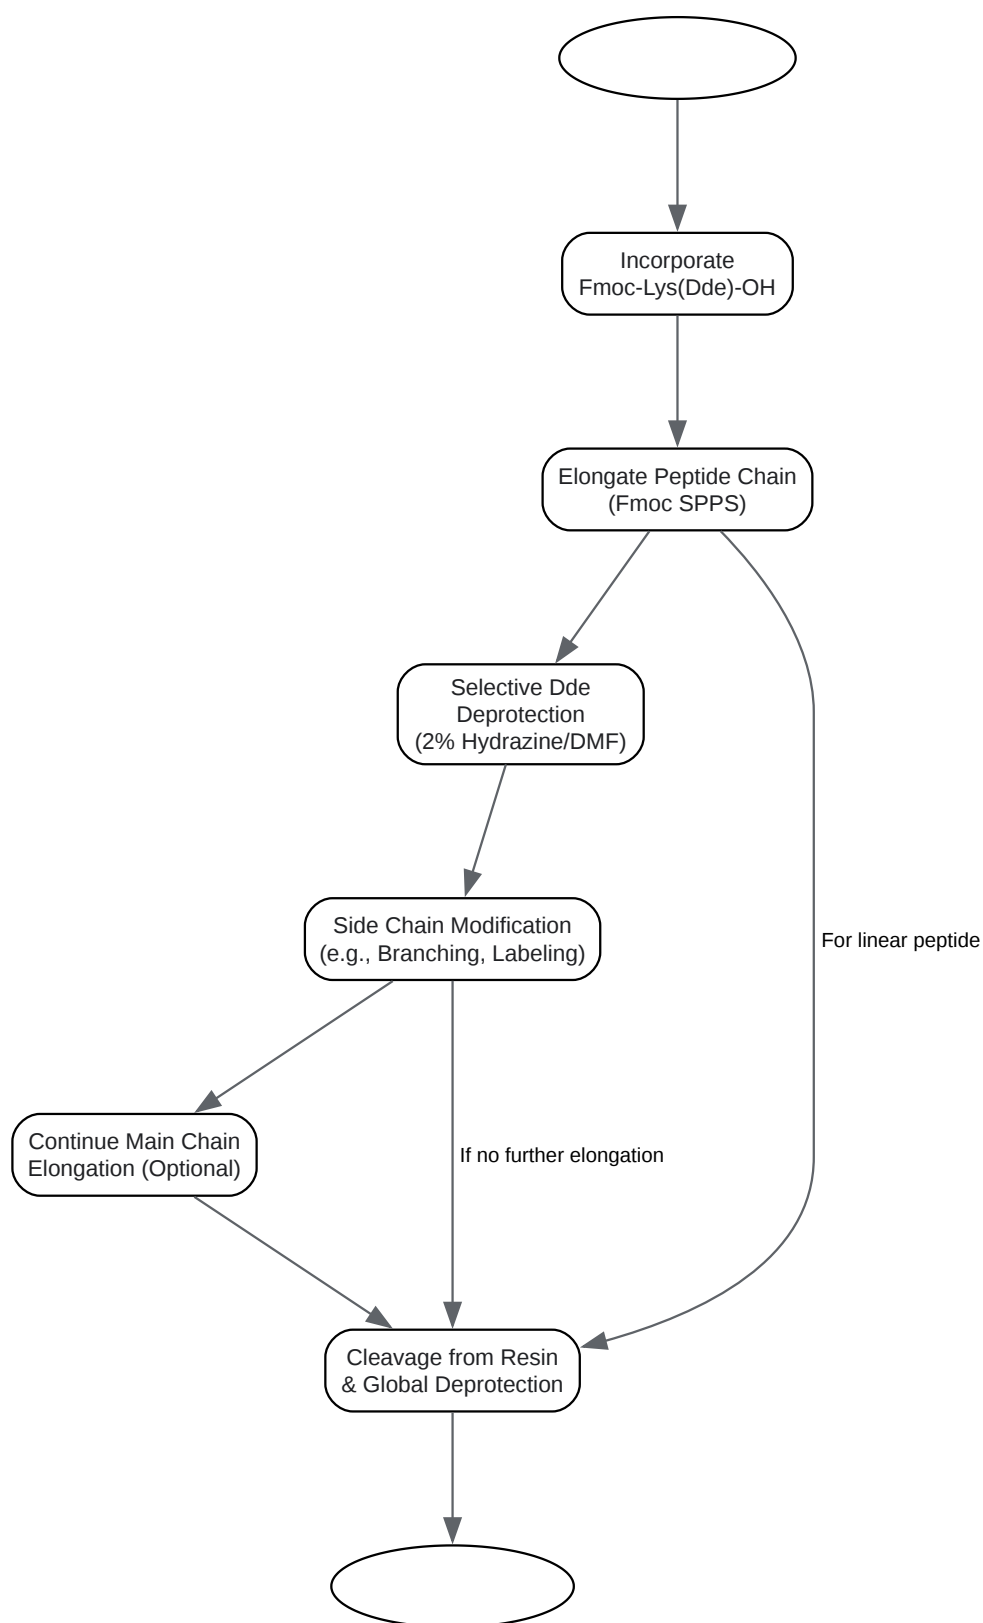 Incorporate
Fmoc-Lys(Dde)-OH
Elongate Peptide Chain
(Fmoc SPPS)
Selective Dde
Deprotection
(2% Hydrazine/DMF)
Side Chain Modification
(e.g., Branching, Labeling)
For linear peptide
Continue Main Chain
Elongation (Optional)
If no further elongation
Cleavage from Resin
& Global Deprotection